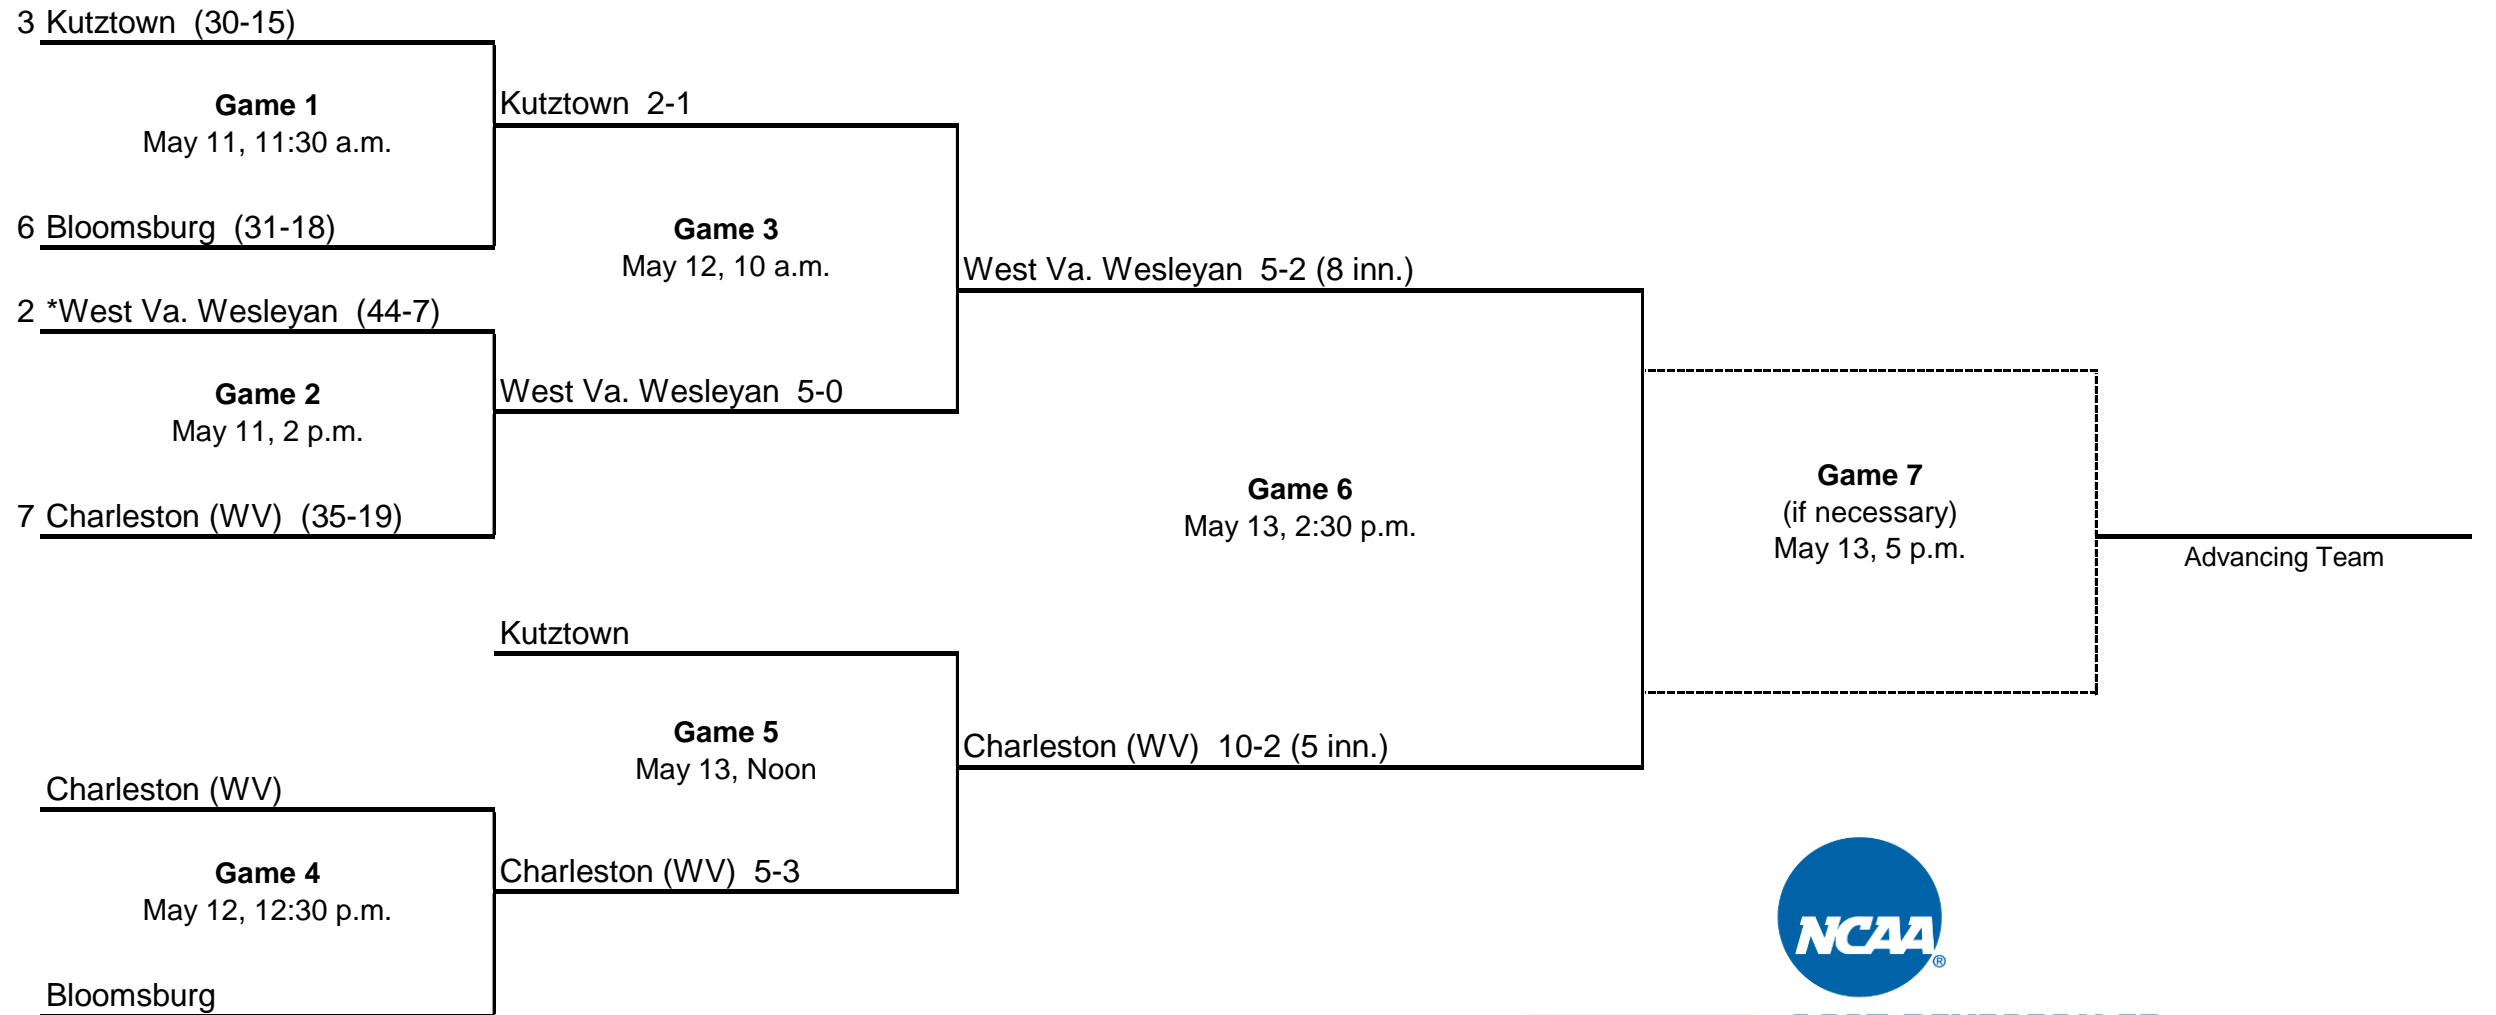 3 Kutztown (30-15)
Game 1
May 11, 11:30 a.m.
Kutztown 2-1
6 Bloomsburg (31-18)
Game 3
May 12, 10 a.m.
West Va. Wesleyan 5-2 (8 inn.)
2 *West Va. Wesleyan (44-7)
Game 2
May 11, 2 p.m.
West Va. Wesleyan 5-0
7 Charleston (WV) (35-19)
Game 6
May 13, 2:30 p.m.
Game 7
(if necessary)
May 13, 5 p.m.
Advancing Team
Kutztown
Game 5
May 13, Noon
Charleston (WV) 10-2 (5 inn.)
Charleston (WV)
Game 4
May 12, 12:30 p.m.
Charleston (WV) 5-3
Bloomsburg
NCAA®